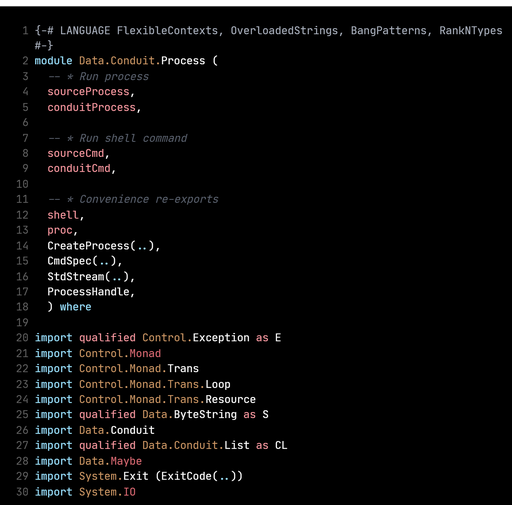 1 {-# LANGUAGE FlexibleContexts, OverloadedStrings, BangPatterns, RankNTypes
#-}
2 module Data.Conduit.Process (
3   -- * Run process
4   sourceProcess,
5   conduitProcess,
6
7   -- * Run shell command
8   sourceCmd,
9   conduitCmd,
10
11   -- * Convenience re-exports
12   shell,
13   proc,
14   CreateProcess(..),
15   CmdSpec(..),
16   StdStream(..),
17   ProcessHandle,
18   ) where
19
20 import qualified Control.Exception as E
21 import Control.Monad
22 import Control.Monad.Trans
23 import Control.Monad.Trans.Loop
24 import Control.Monad.Trans.Resource
25 import qualified Data.ByteString as S
26 import Data.Conduit
27 import qualified Data.Conduit.List as CL
28 import Data.Maybe
29 import System.Exit (ExitCode(..))
30 import System.IO